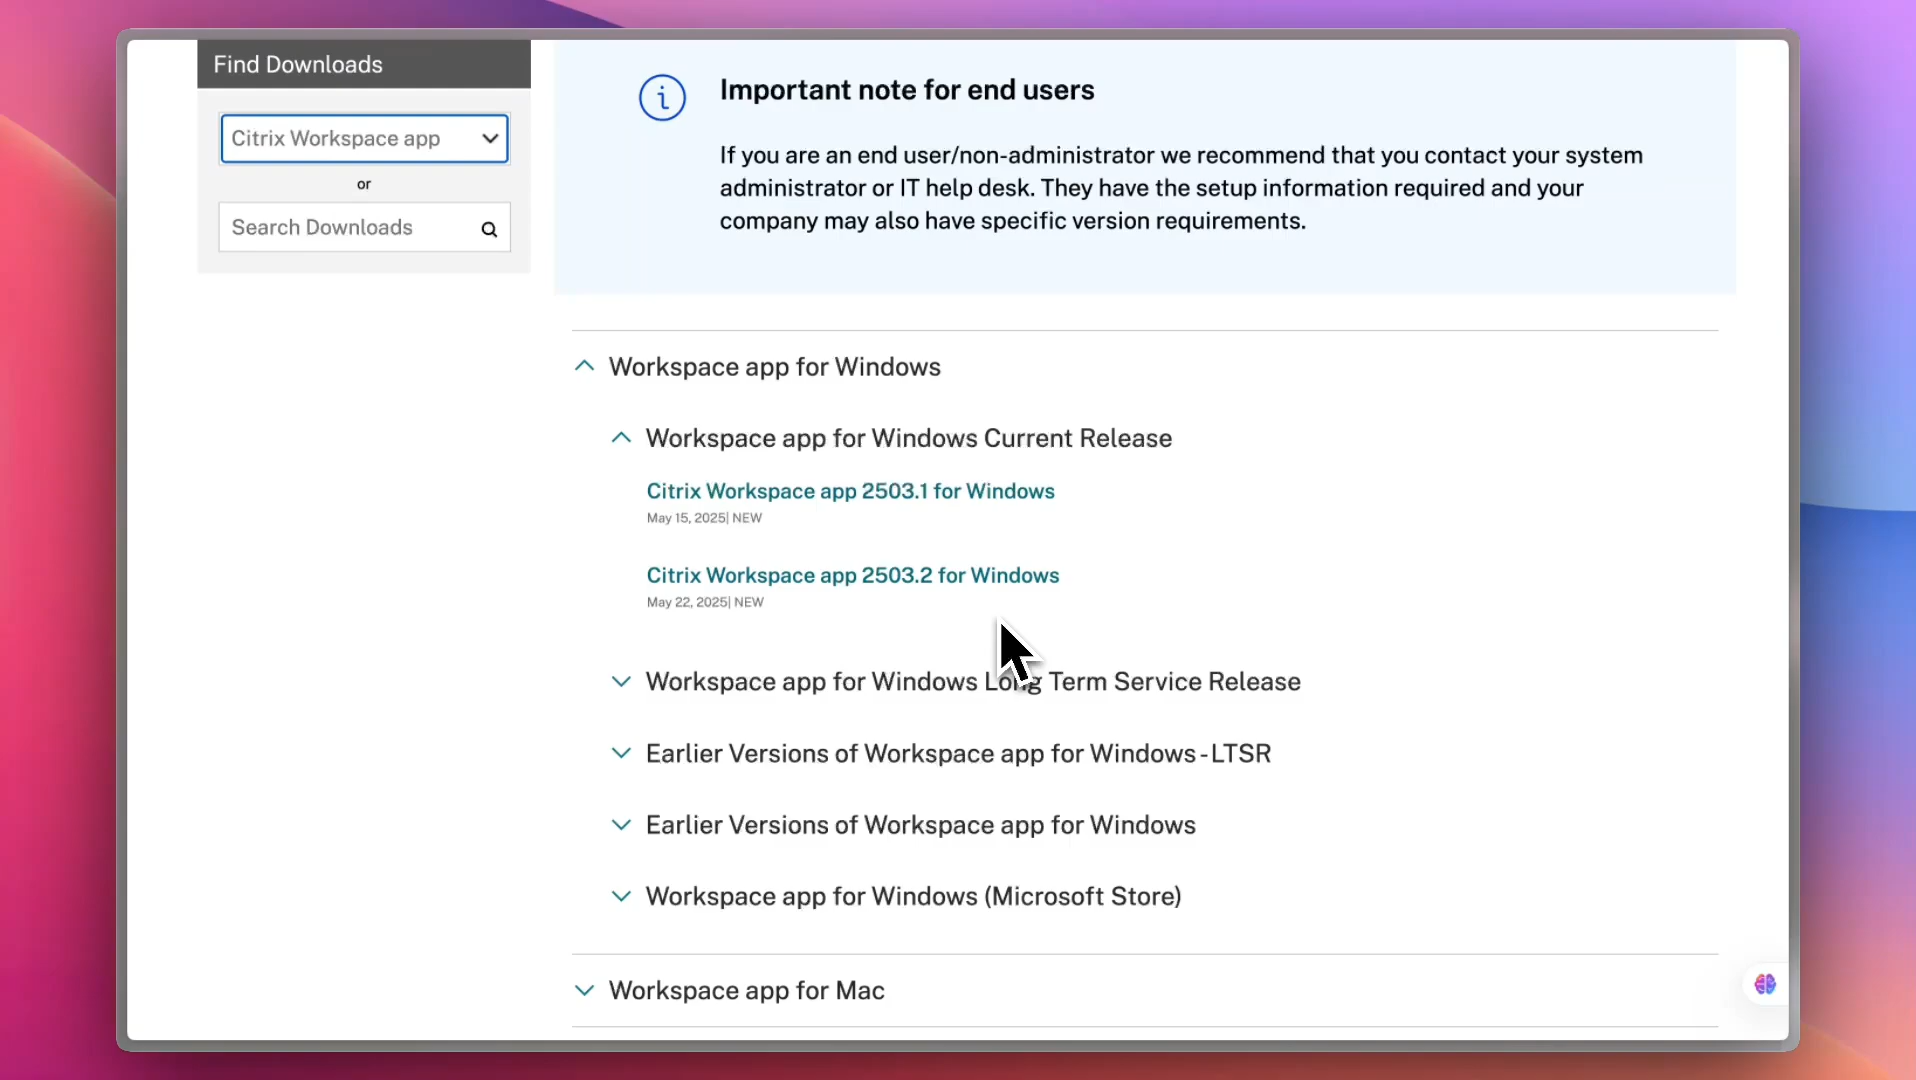 Find Downloads
Citrix Workspace app
or
Search Downloads
Important note for end users
If you are an end user/non-administrator we recommend that you contact your system
administrator or IT help desk. They have the setup information required and your
company may also have specific version requirements.
Workspace app for Windows
Workspace app for Windows Current Release
Citrix Workspace app 2503.1 for Windows
May 15, 2025| NEW
Citrix Workspace app 2503.2 for Windows
May 22, 2025| NEW
Workspace app for Windows Long Term Service Release
Earlier Versions of Workspace app for Windows - LTSR
Earlier Versions of Workspace app for Windows
Workspace app for Windows (Microsoft Store)
Workspace app for Mac